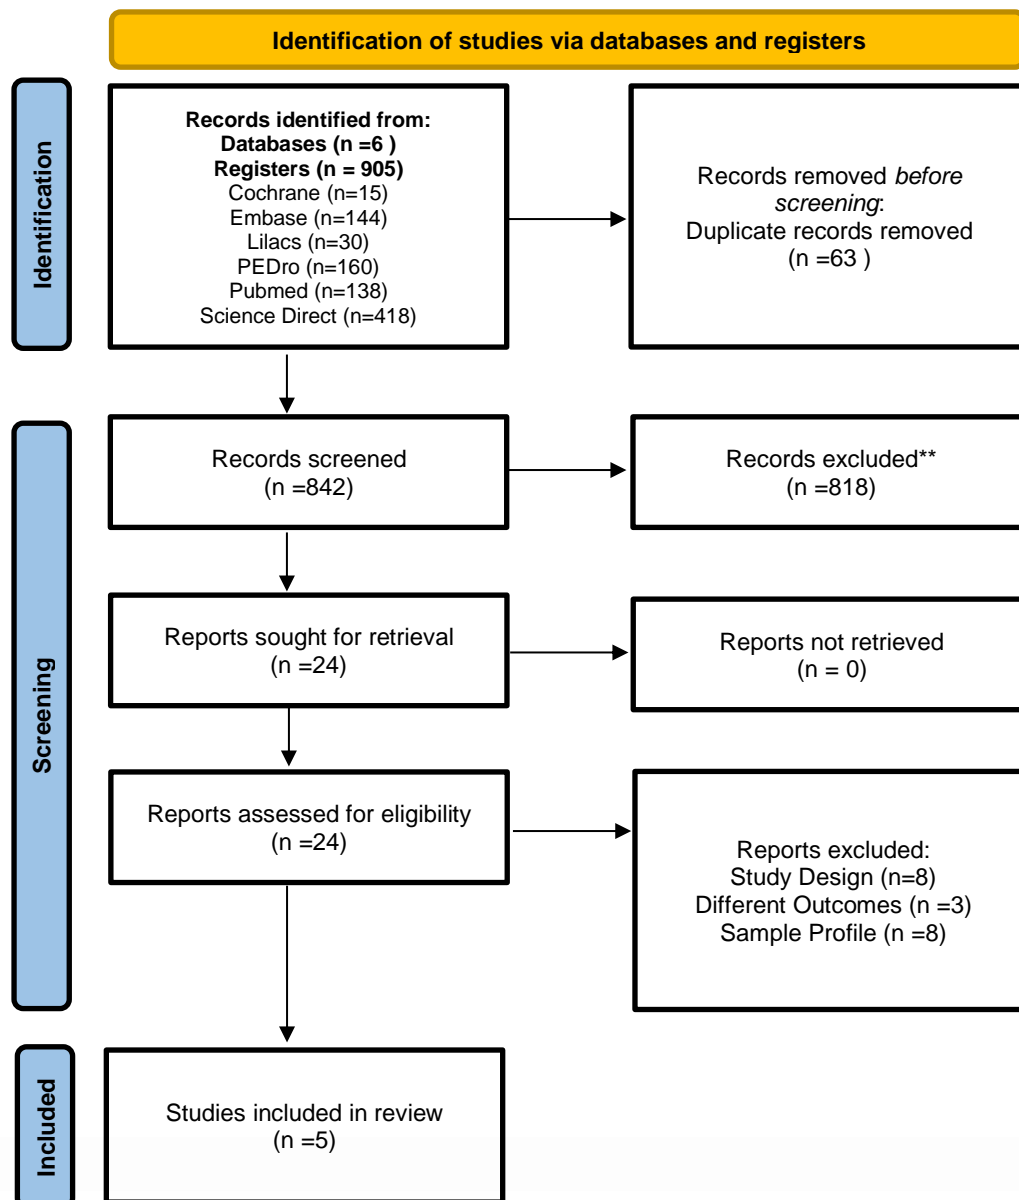 Identification of studies via databases and registers
Identification
Records identified from:
Databases (n =6 )
Registers (n = 905)
Cochrane (n=15)
Embase (n=144)
Lilacs (n=30)
PEDro (n=160)
Pubmed (n=138)
Science Direct (n=418)
Records removed before
screening:
Duplicate records removed
(n =63 )
Screening
Records screened
(n =842)
Records excluded**
(n =818)
Reports sought for retrieval
(n =24)
Reports not retrieved
(n = 0)
Reports assessed for eligibility
(n =24)
Reports excluded:
Study Design (n=8)
Different Outcomes (n =3)
Sample Profile (n =8)
Included
Studies included in review
(n =5)